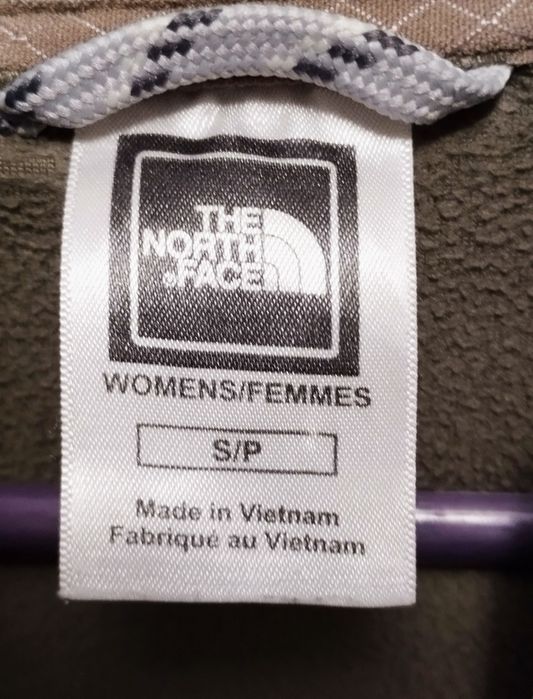 THE
NORTH
FACE
WOMENS/FEMMES
S/P
Made in Vietnam
Fabriqué au Vietnam